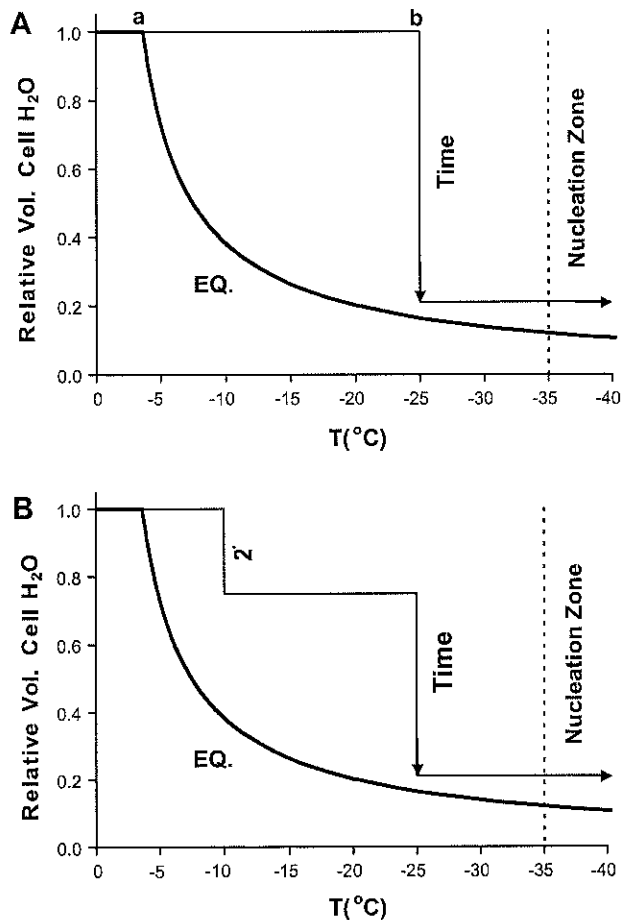 A
a
b
Relative Vol. Cell H₂O
1.0
0.8
0.6
0.4
0.2
0.0
EQ.
Time
Nucleation Zone
0
-5
-10
-15
-20
-25
-30
-35
-40
T(°C)
B
Relative Vol. Cell H₂O
1.0
0.8
0.6
0.4
0.2
0.0
2'
EQ.
Time
Nucleation Zone
0
-5
-10
-15
-20
-25
-30
-35
-40
T(°C)